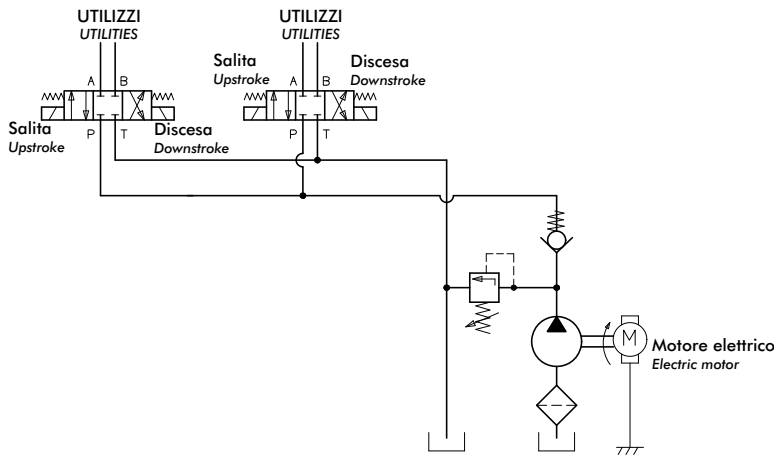 UTILIZZI
UTILITIES
UTILIZZI
UTILITIES
Salita
Upstroke
Discesa
Downstroke
A B
A B
Salita
Upstroke
P T
Discesa
Downstroke
P T
M
Motore elettrico
Electric motor